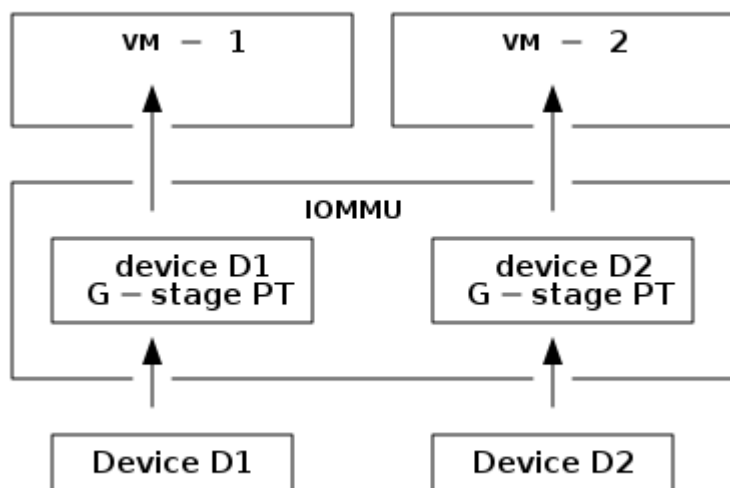 VM – 1
VM – 2
IOMMU
device D1
G – stage PT
device D2
G – stage PT
Device D1
Device D2